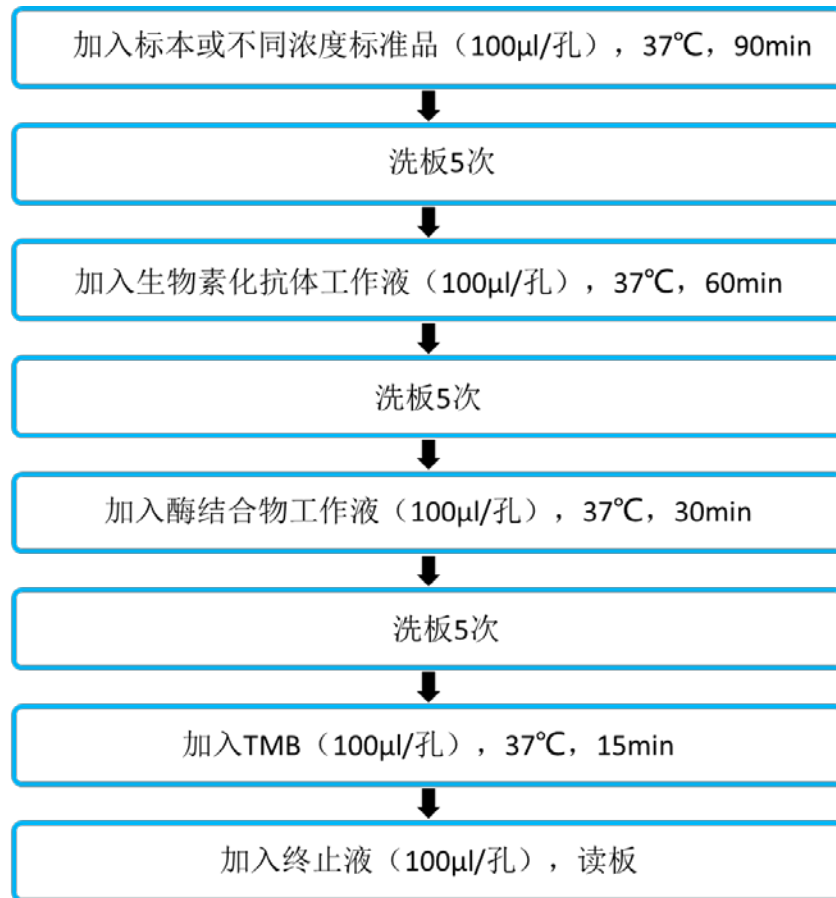 加入标本或不同浓度标准品（100μl/孔），37℃，90min
洗板5次
加入生物素化抗体工作液（100μl/孔），37℃，60min
洗板5次
加入酶结合物工作液（100μl/孔），37℃，30min
洗板5次
加入TMB（100μl/孔），37℃，15min
加入终止液（100μl/孔），读板